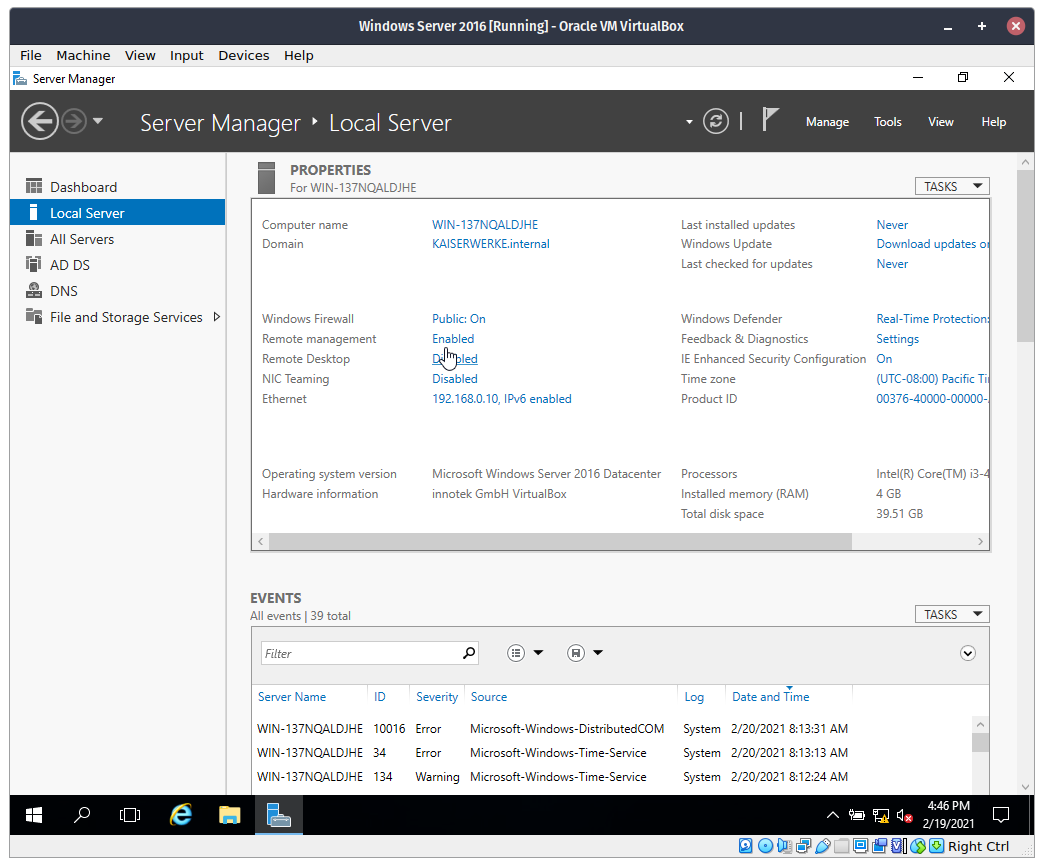 Windows Server 2016 [Running] - Oracle VM VirtualBox
File Machine View Input Devices Help
Server Manager
Server Manager Local Server
Manage Tools View Help
Dashboard
Local Server
All Servers
AD DS
DNS
File and Storage Services
PROPERTIES
For WIN-137NQALDJHE
TASKS
Computer name WIN-137NQALDJHE Last installed updates Never
Domain KAISERWERKE.internal Windows Update Download updates or
Last checked for updates Never
Windows Firewall Public: On Windows Defender Real-Time Protection:
Remote management Enabled Feedback & Diagnostics Settings
Remote Desktop Disabled IE Enhanced Security Configuration On
NIC Teaming Disabled Time zone (UTC-08:00) Pacific Ti
Ethernet 192.168.0.10, IPv6 enabled Product ID 00376-40000-00000-
Operating system version Microsoft Windows Server 2016 Datacenter Processors Intel(R) Core(TM) i3-4
Hardware information innotek GmbH VirtualBox Installed memory (RAM) 4 GB
Total disk space 39.51 GB
EVENTS
All events | 39 total
TASKS
Filter
Server Name ID Severity Source Log Date and Time
WIN-137NQALDJHE 10016 Error Microsoft-Windows-DistributedCOM System 2/20/2021 8:13:31 AM
WIN-137NQALDJHE 34 Error Microsoft-Windows-Time-Service System 2/20/2021 8:13:13 AM
WIN-137NQALDJHE 134 Warning Microsoft-Windows-Time-Service System 2/20/2021 8:12:24 AM
4:46 PM
2/19/2021
Right Ctrl